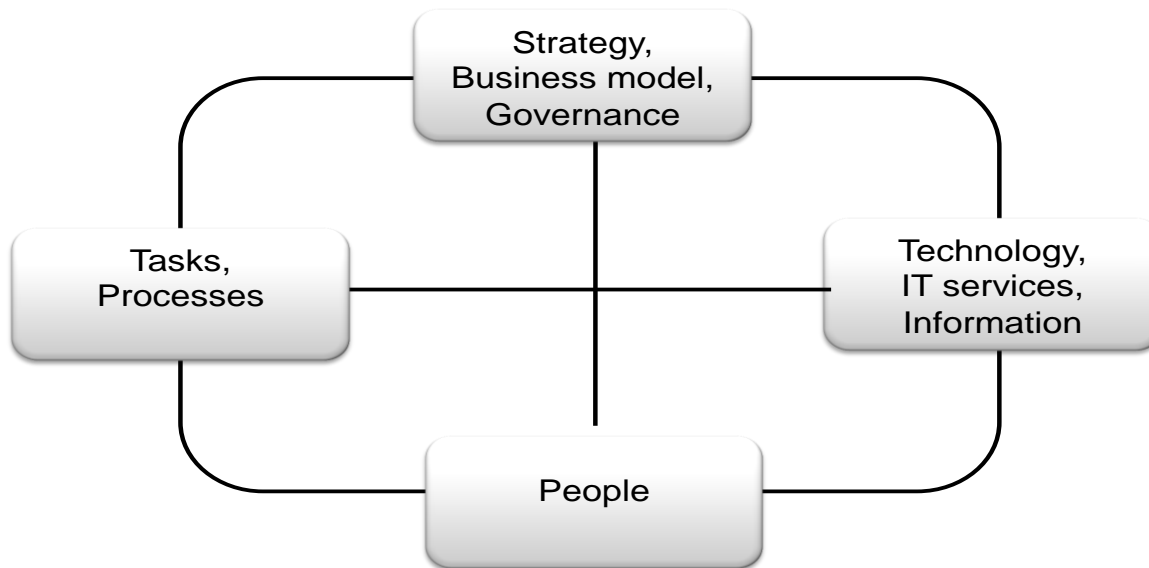 Strategy,
Business model,
Governance
Tasks,
Processes
Technology,
IT services,
Information
People